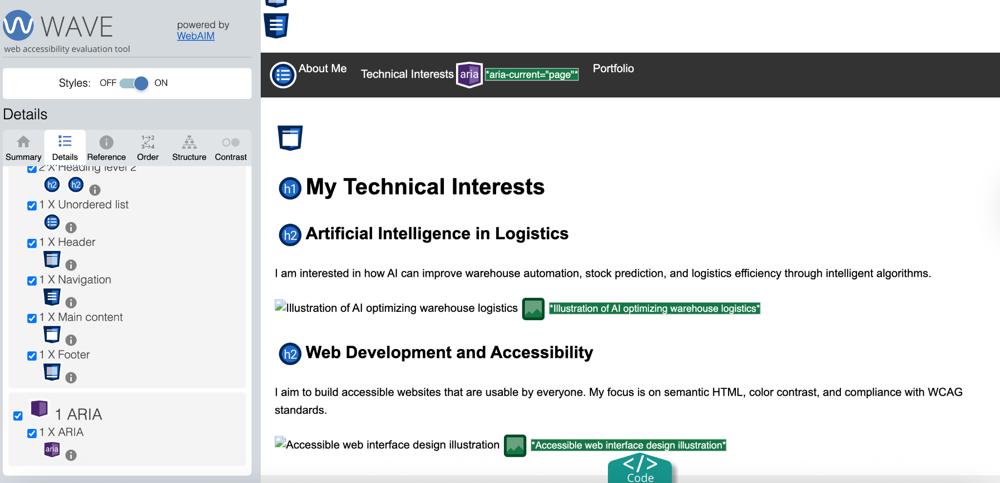 WAVE
powered by
WebAIM
web accessibility evaluation tool
Styles: OFF ON
Details
Summary Details Reference Order Structure Contrast
2 X Heading level 2
h2 h2
1 X Unordered list
1 X Header
1 X Navigation
1 X Main content
1 X Footer
1 ARIA
1 X ARIA
aria
About Me Technical Interests aria *aria-current="page"* Portfolio
h1 My Technical Interests
h2 Artificial Intelligence in Logistics
I am interested in how AI can improve warehouse automation, stock prediction, and logistics efficiency through intelligent algorithms.
Illustration of AI optimizing warehouse logistics *Illustration of AI optimizing warehouse logistics*
h2 Web Development and Accessibility
I aim to build accessible websites that are usable by everyone. My focus is on semantic HTML, color contrast, and compliance with WCAG
standards.
Accessible web interface design illustration *Accessible web interface design illustration*
</>
Code